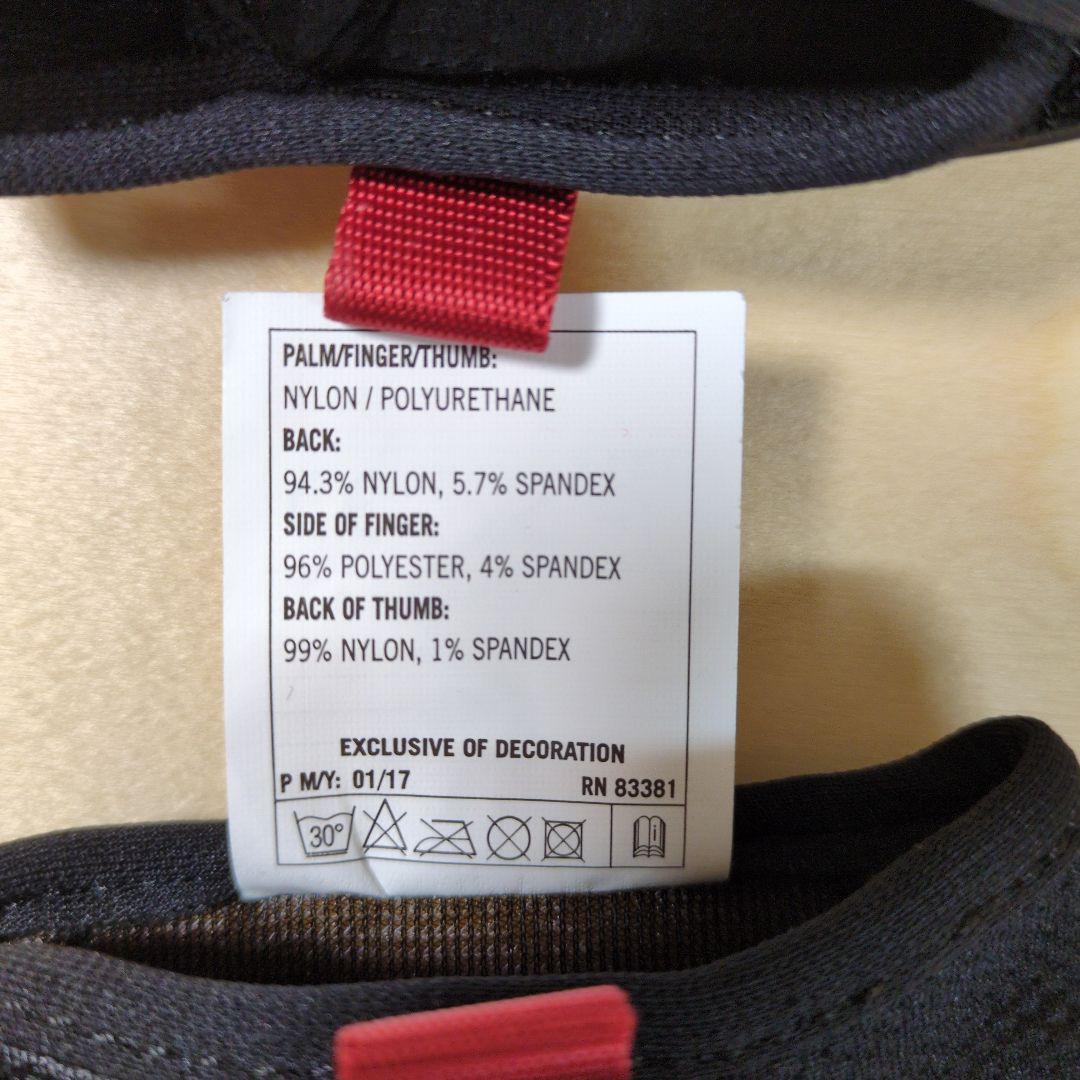 PALM/FINGER/THUMB:
NYLON / POLYURETHANE
BACK:
94.3% NYLON, 5.7% SPANDEX
SIDE OF FINGER:
96% POLYESTER, 4% SPANDEX
BACK OF THUMB:
99% NYLON, 1% SPANDEX
EXCLUSIVE OF DECORATION
P M/Y: 01/17 RN 83381
30°